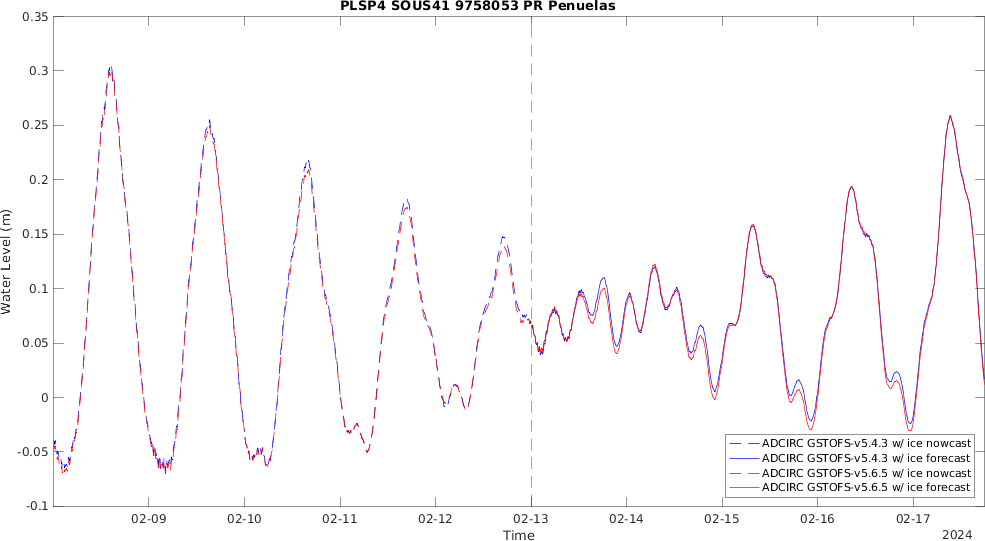 PLSP4 SOUS41 9758053 PR Penuelas
0.35
0.3
0.25
0.2
0.15
0.1
0.05
0
-0.05
-0.1
Water Level (m)
ADCIRC GSTOFS-v5.4.3 w/ ice nowcast
ADCIRC GSTOFS-v5.4.3 w/ ice forecast
ADCIRC GSTOFS-v5.6.5 w/ ice nowcast
ADCIRC GSTOFS-v5.6.5 w/ ice forecast
02-09 02-10 02-11 02-12 02-13 02-14 02-15 02-16 02-17
Time
2024